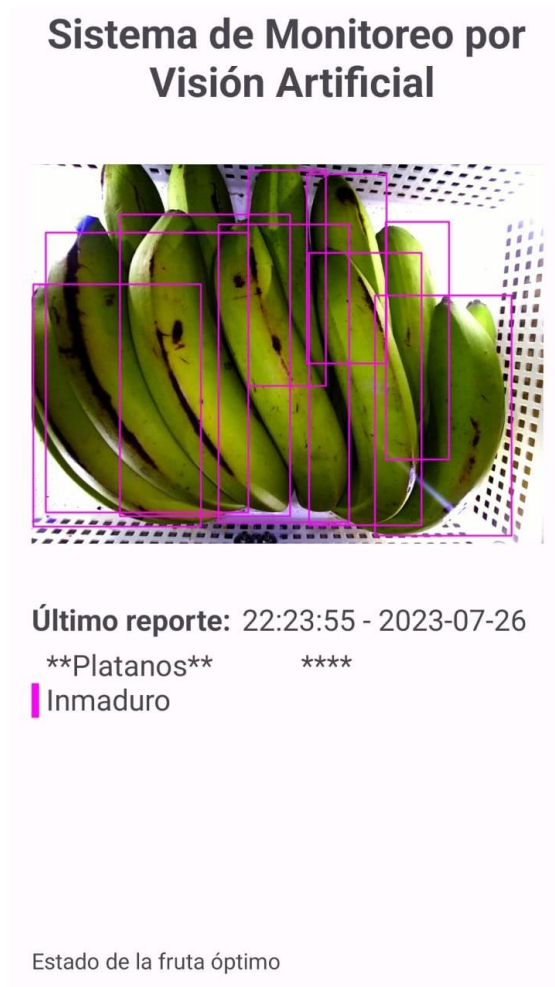 Sistema de Monitoreo por
Visión Artificial
Último reporte: 22:23:55 - 2023-07-26
**Platanos** ****
Inmaduro
Estado de la fruta óptimo